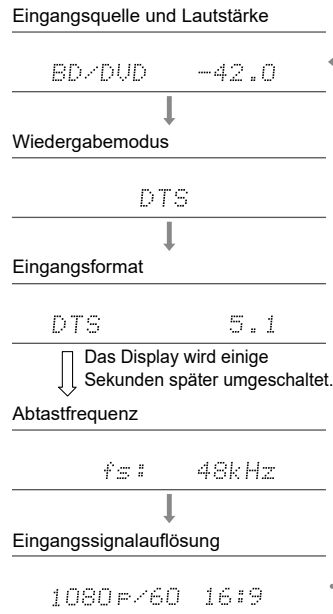 Eingangsquelle und Lautstärke
BD/DVD -42.0
Wiedergabemodus
DTS
Eingangsformat
DTS 5.1
Das Display wird einige
Sekunden später umgeschaltet.
Abtastfrequenz
fs: 48kHz
Eingangssignalauflösung
1080p/60 16:9